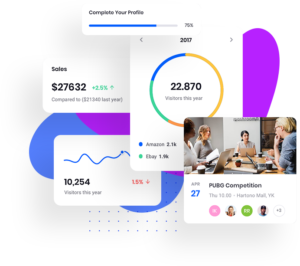 Complete Your Profile
75%
2017
Sales
$27632
+2.5%
Compared to ($21340 last year)
22.870
Visitors this year
Amazon 2.1k
Ebay 1.9k
10,254
1.5%
Visitors this year
APR
27
PUBG Competition
Thu 10:00 - Harioma Mall, YK
+3